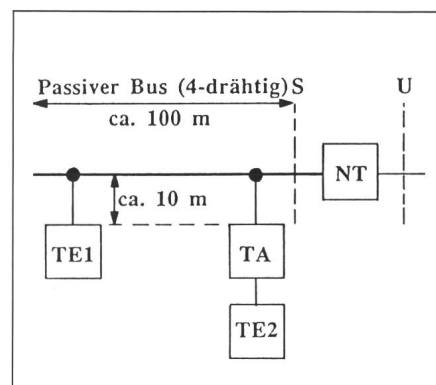 Passiver Bus (4-drähtig) S U
ca. 100 m
NT
ca. 10 m
TE1 TA
TE2